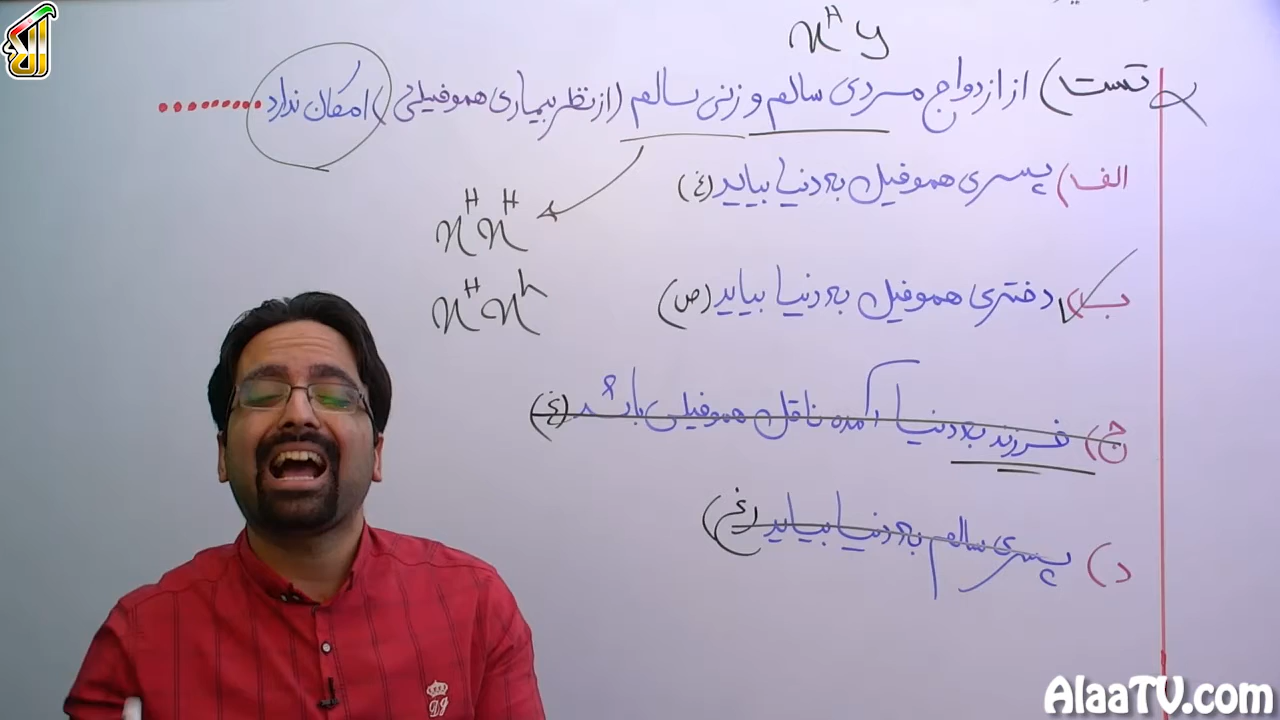 x^H y
تست) از ازدواج مردی سالم و زنی سالم (از نظر بیماری هموفیلی) امکان ندارد ........
الف) پسری هموفیل به دنیا بیاید (غ)
x^H x^H
ب) دختری هموفیل به دنیا بیاید (ص)
x^H x^h
ج) فرزند به دنیا آمده ناقل هموفیلی باشد (غ)
د) پسری سالم به دنیا بیاید (غ)
DJ
AlaaTV.com